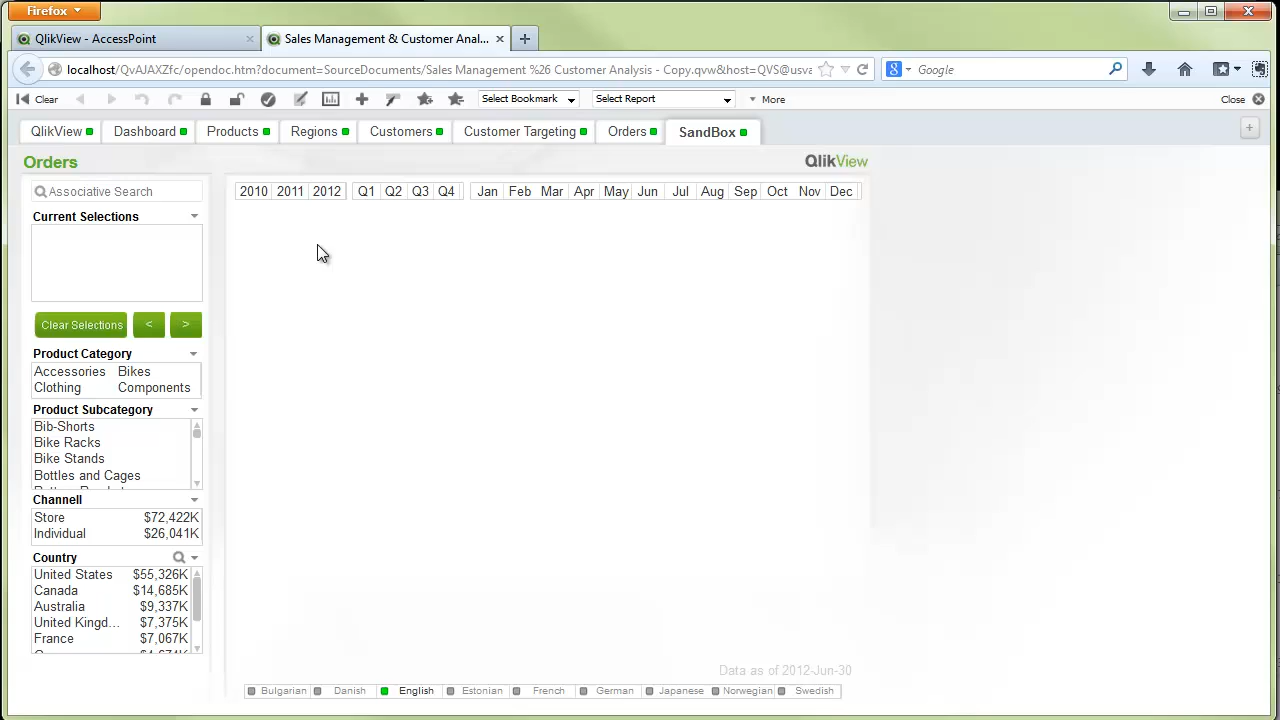 Firefox
QlikView - AccessPoint
Sales Management & Customer Anal...
localhost/QvAJAXZfc/opendoc.htm?document=SourceDocuments/Sales Management %26 Customer Analysis - Copy.qvw&host=QVS@usva
Google
Clear
Select Bookmark
Select Report
More
Close
QlikView
Dashboard
Products
Regions
Customers
Customer Targeting
Orders
SandBox
Orders
QlikView
Associative Search
2010 2011 2012 Q1 Q2 Q3 Q4 Jan Feb Mar Apr May Jun Jul Aug Sep Oct Nov Dec
Current Selections
Clear Selections < >
Product Category
Accessories Bikes
Clothing Components
Product Subcategory
Bib-Shorts
Bike Racks
Bike Stands
Bottles and Cages
Channell
Store $72,422K
Individual $26,041K
Country
United States $55,326K
Canada $14,685K
Australia $9,337K
United Kingd... $7,375K
France $7,067K
Data as of 2012-Jun-30
Bulgarian Danish English Estonian French German Japanese Norwegian Swedish